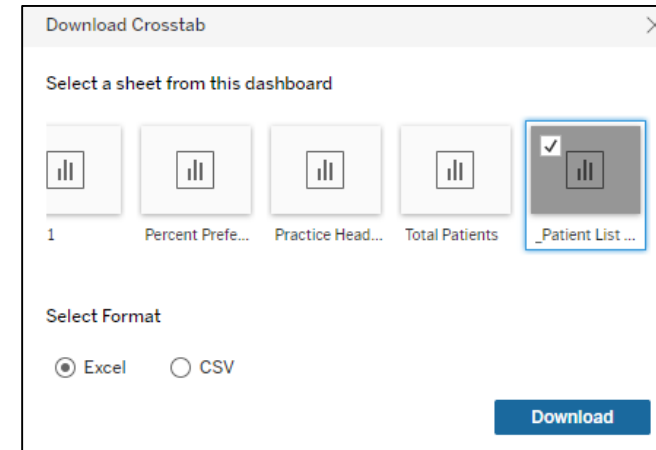 Download Crosstab
Select a sheet from this dashboard
1
Percent Prefe...
Practice Head...
Total Patients
_Patient List ...
Select Format
Excel
CSV
Download